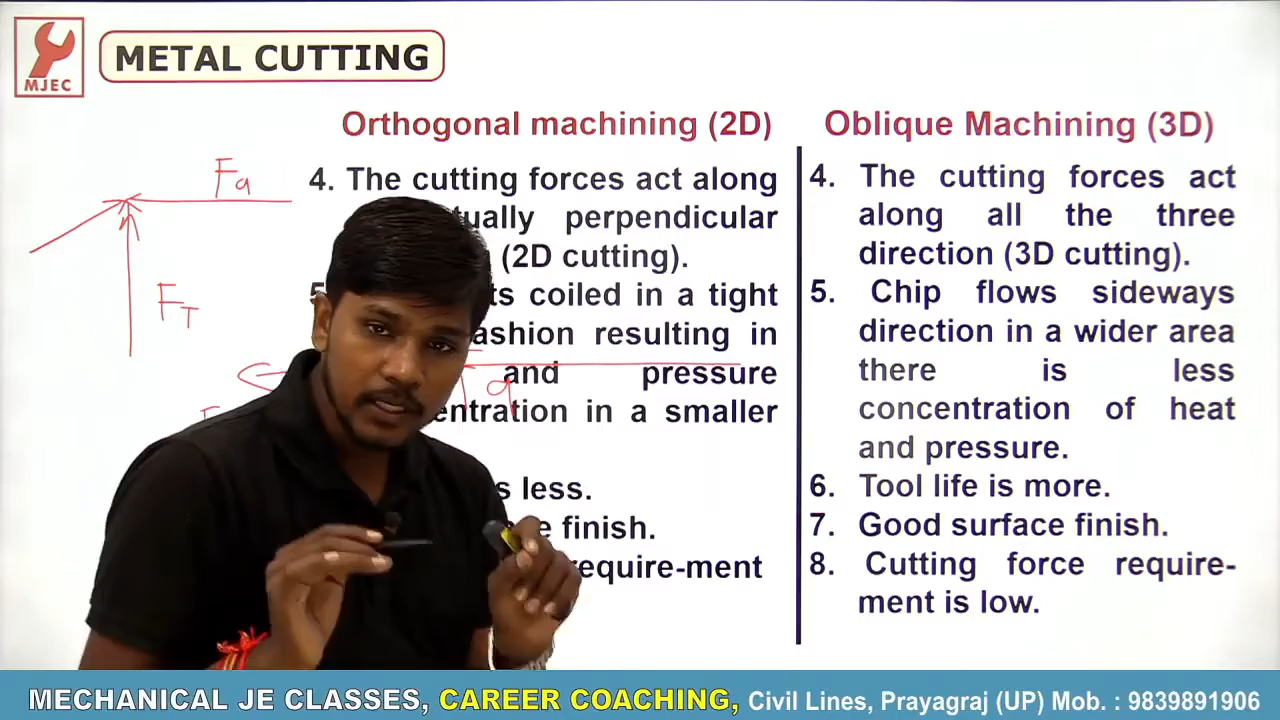 MJEC
METAL CUTTING
Orthogonal machining (2D)
4. The cutting forces act along
perpendicular
(2D cutting).
coiled in a tight
resulting in
and pressure
in a smaller
less.
finish.
require-ment
Oblique Machining (3D)
4. The cutting forces act
along all the three
direction (3D cutting).
5. Chip flows sideways
direction in a wider area
there is less
concentration of heat
and pressure.
6. Tool life is more.
7. Good surface finish.
8. Cutting force require-
ment is low.
Fa
FT
MECHANICAL JE CLASSES, CAREER COACHING, Civil Lines, Prayagraj (UP) Mob. : 9839891906